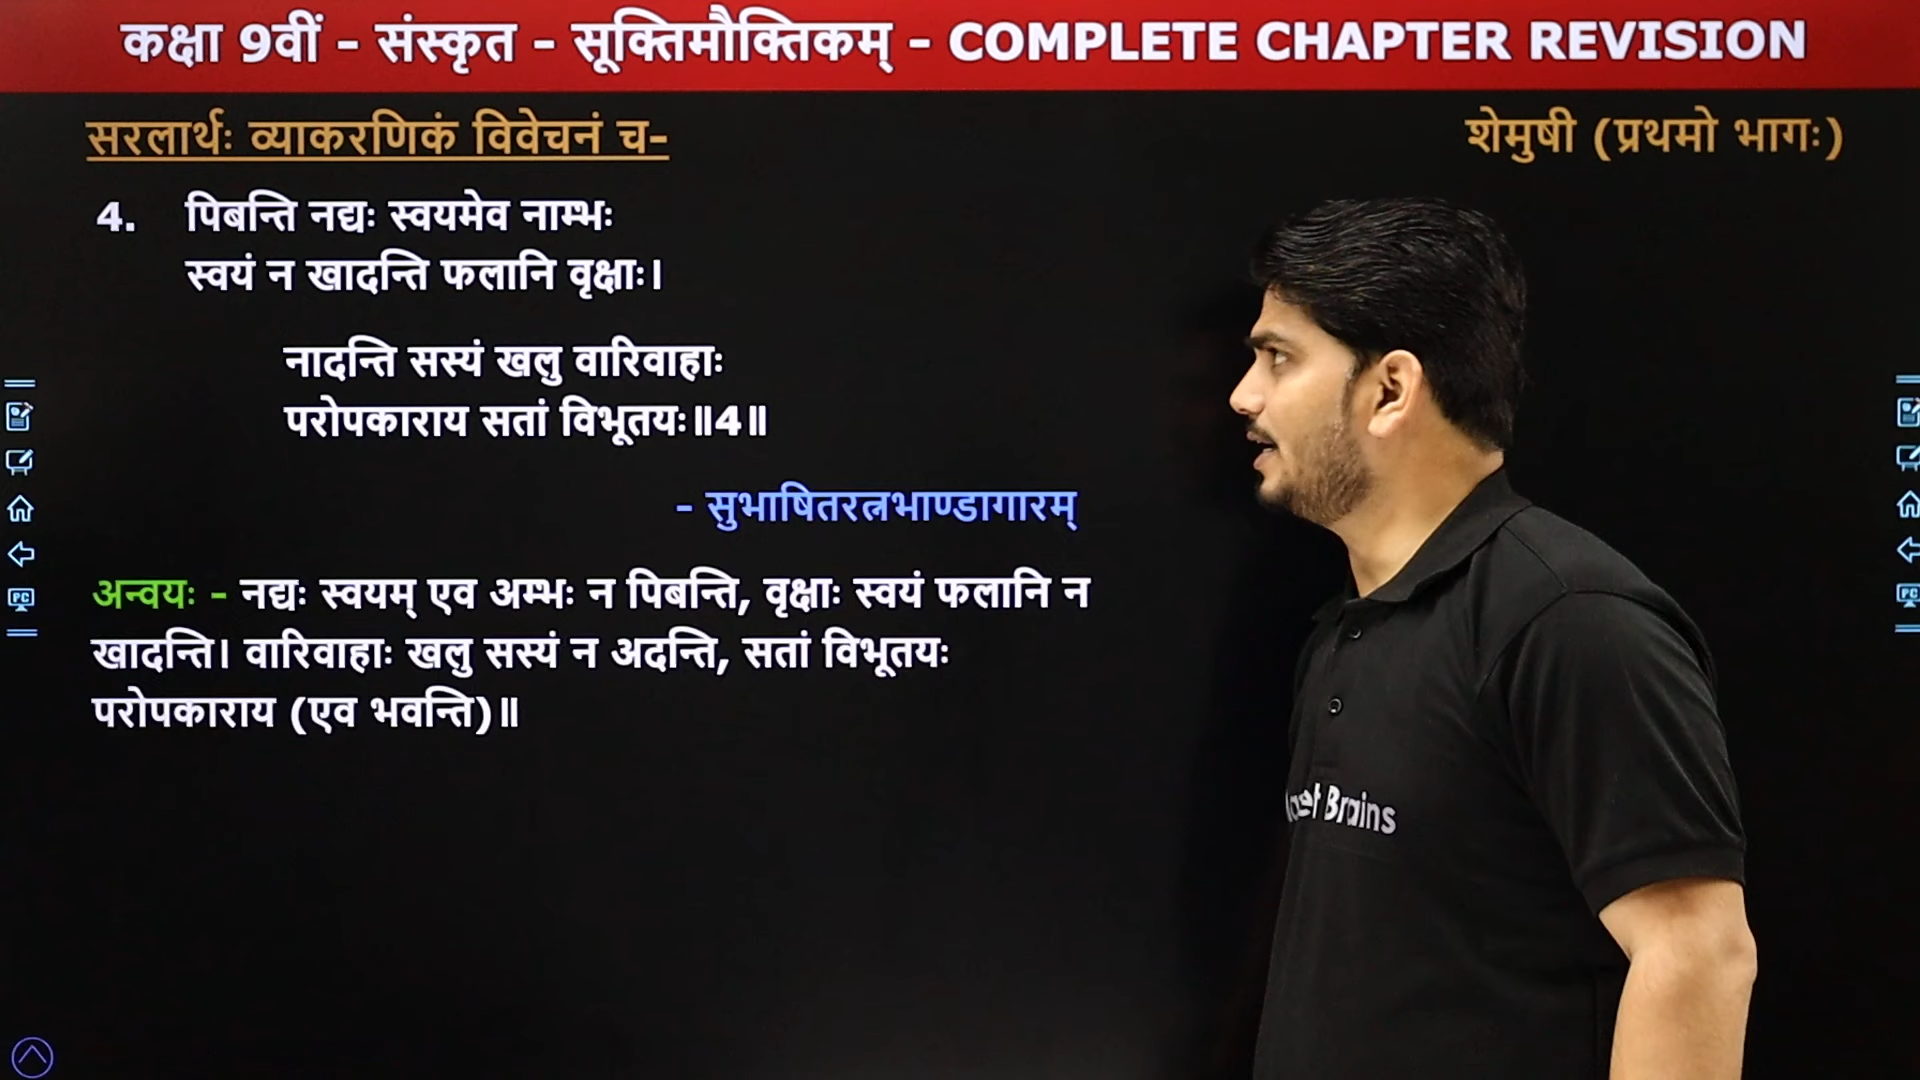 कक्षा 9वीं - संस्कृत - सूक्तिमौक्तिकम् - COMPLETE CHAPTER REVISION
सरलार्थः व्याकरणिकं विवेचनं च-
शेमुषी (प्रथमो भागः)
4. पिबन्ति नद्यः स्वयमेव नाम्भः
स्वयं न खादन्ति फलानि वृक्षाः।
नादन्ति सस्यं खलु वारिवाहाः
परोपकाराय सतां विभूतयः॥4॥
- सुभाषितरत्नभाण्डागारम्
अन्वयः - नद्यः स्वयम् एव अम्भः न पिबन्ति, वृक्षाः स्वयं फलानि न
खादन्ति। वारिवाहाः खलु सस्यं न अदन्ति, सतां विभूतयः
परोपकाराय (एव भवन्ति)॥
Brains
PC
PC